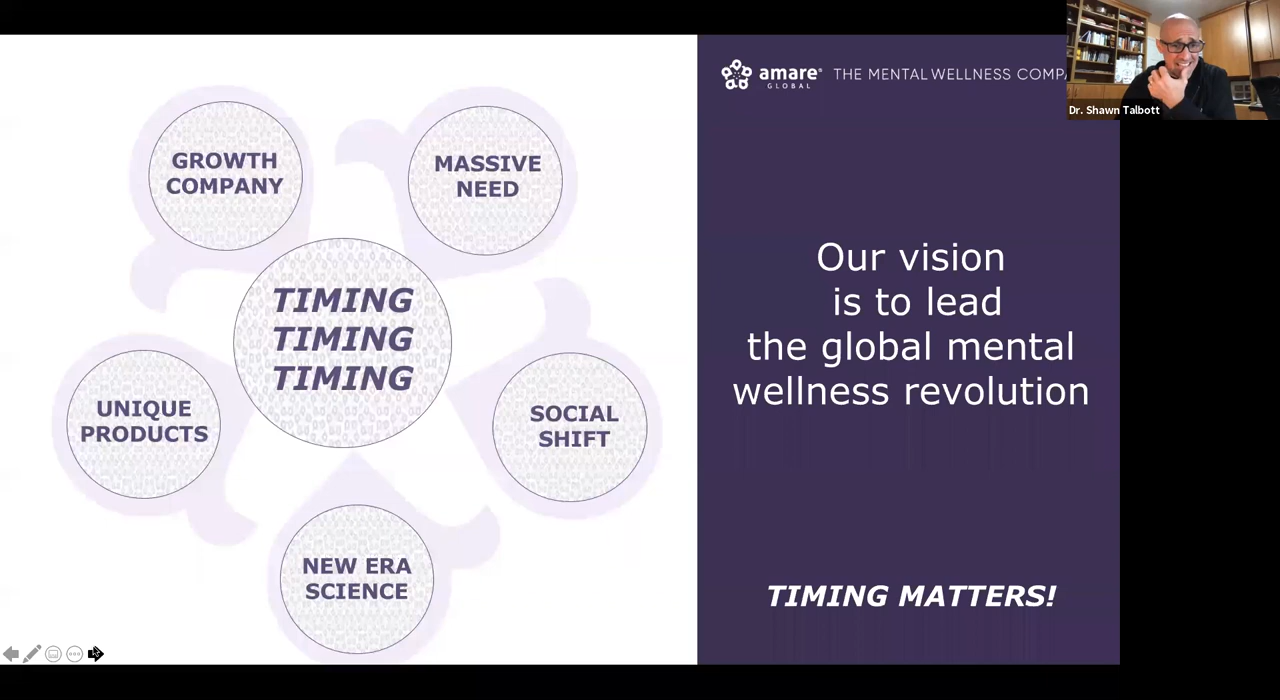 GROWTH
COMPANY
MASSIVE
NEED
TIMING
TIMING
TIMING
UNIQUE
PRODUCTS
SOCIAL
SHIFT
NEW ERA
SCIENCE
amare®
GLOBAL
THE MENTAL WELLNESS COMPA
Our vision
is to lead
the global mental
wellness revolution
TIMING MATTERS!
Dr. Shawn Talbott